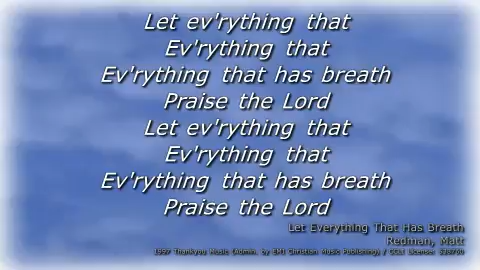 Let ev'rything that
Ev'rything that
Ev'rything that has breath
Praise the Lord
Let ev'rything that
Ev'rything that
Ev'rything that has breath
Praise the Lord
Let Everything That Has Breath
Redman, Matt
1997 Thankyou Music (Admin. by EMI Christian Music Publishing) / CCLI License